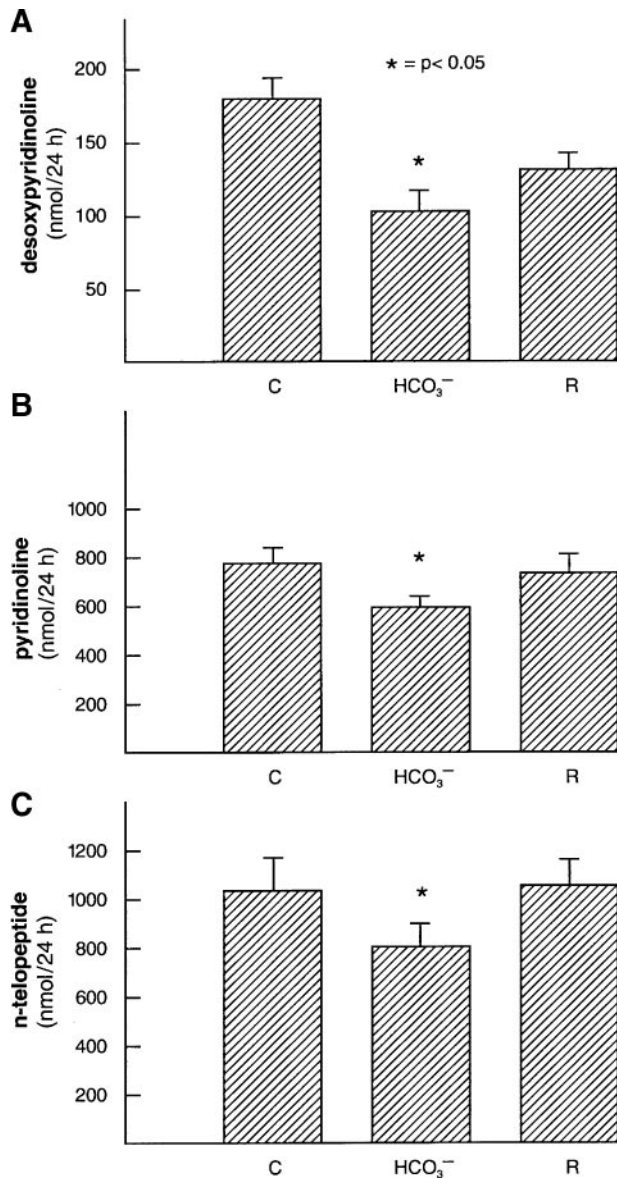 A
* = p< 0.05
desoxypyridinoline
(nmol/24 h)
200
150
100
50
*
C
HCO₃⁻
R
B
pyridinoline
(nmol/24 h)
1000
800
600
400
200
*
C
HCO₃⁻
R
C
n-telopeptide
(nmol/24 h)
1200
1000
800
600
400
200
*
C
HCO₃⁻
R